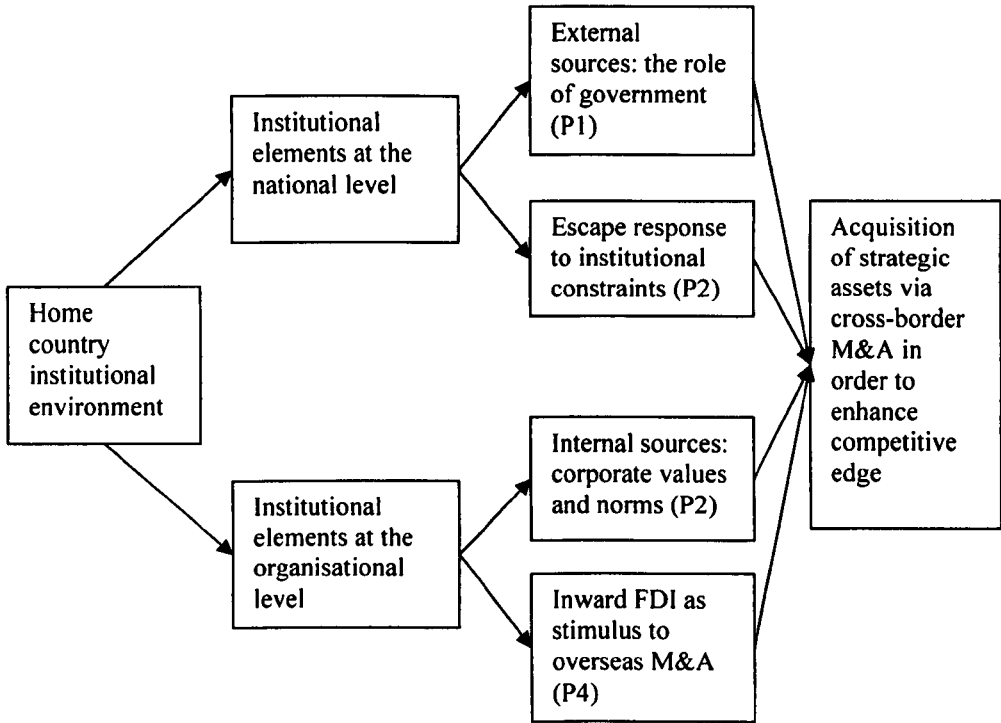 External
sources: the role
of government
(P1)
Institutional
elements at the
national level
Escape response
to institutional
constraints (P2)
Acquisition
of strategic
assets via
cross-border
M&A in
order to
enhance
competitive
edge
Home
country
institutional
environment
Internal sources:
corporate values
and norms (P2)
Institutional
elements at the
organisational
level
Inward FDI as
stimulus to
overseas M&A
(P4)